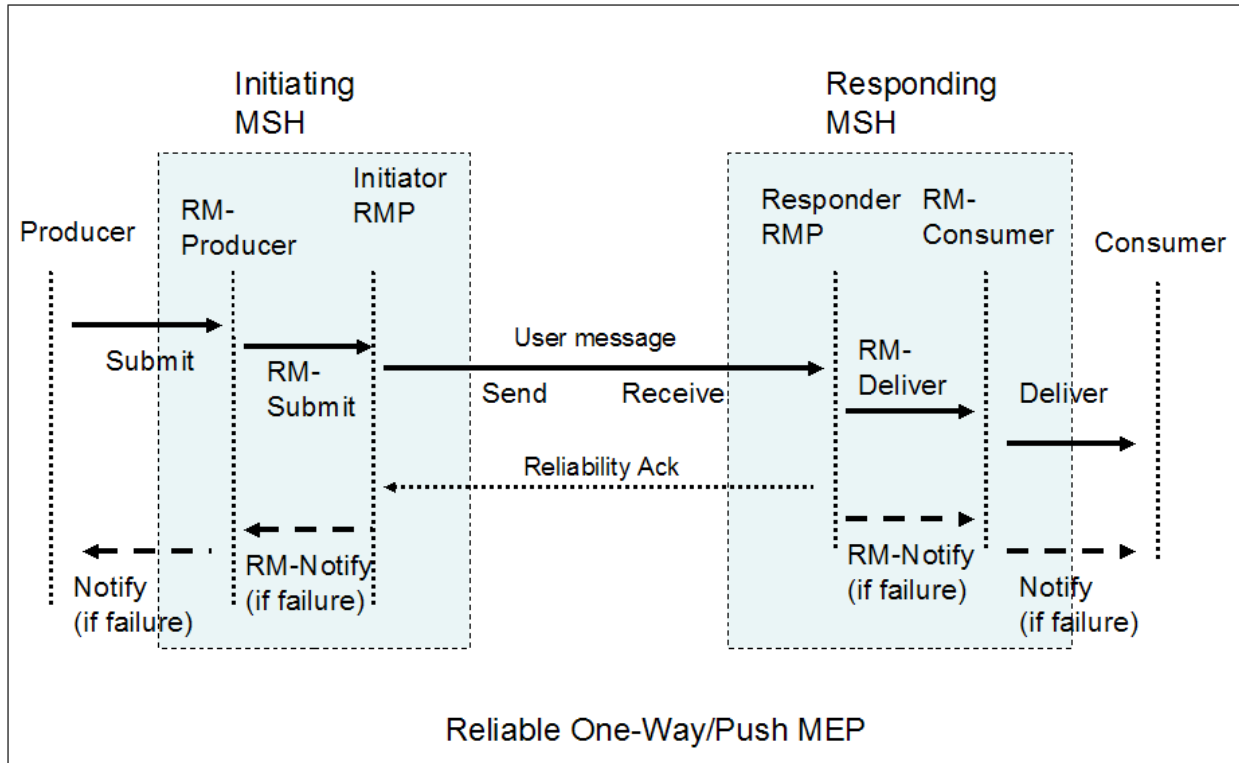 Initiating
MSH
Responding
MSH
Initiator
RMP
RM-
Producer
Producer
Responder
RMP
RM-
Consumer
Consumer
Submit
RM-
Submit
User message
Send
Receive
RM-
Deliver
Deliver
Reliability Ack
RM-Notify
(if failure)
Notify
(if failure)
RM-Notify
(if failure)
Notify
(if failure)
Reliable One-Way/Push MEP